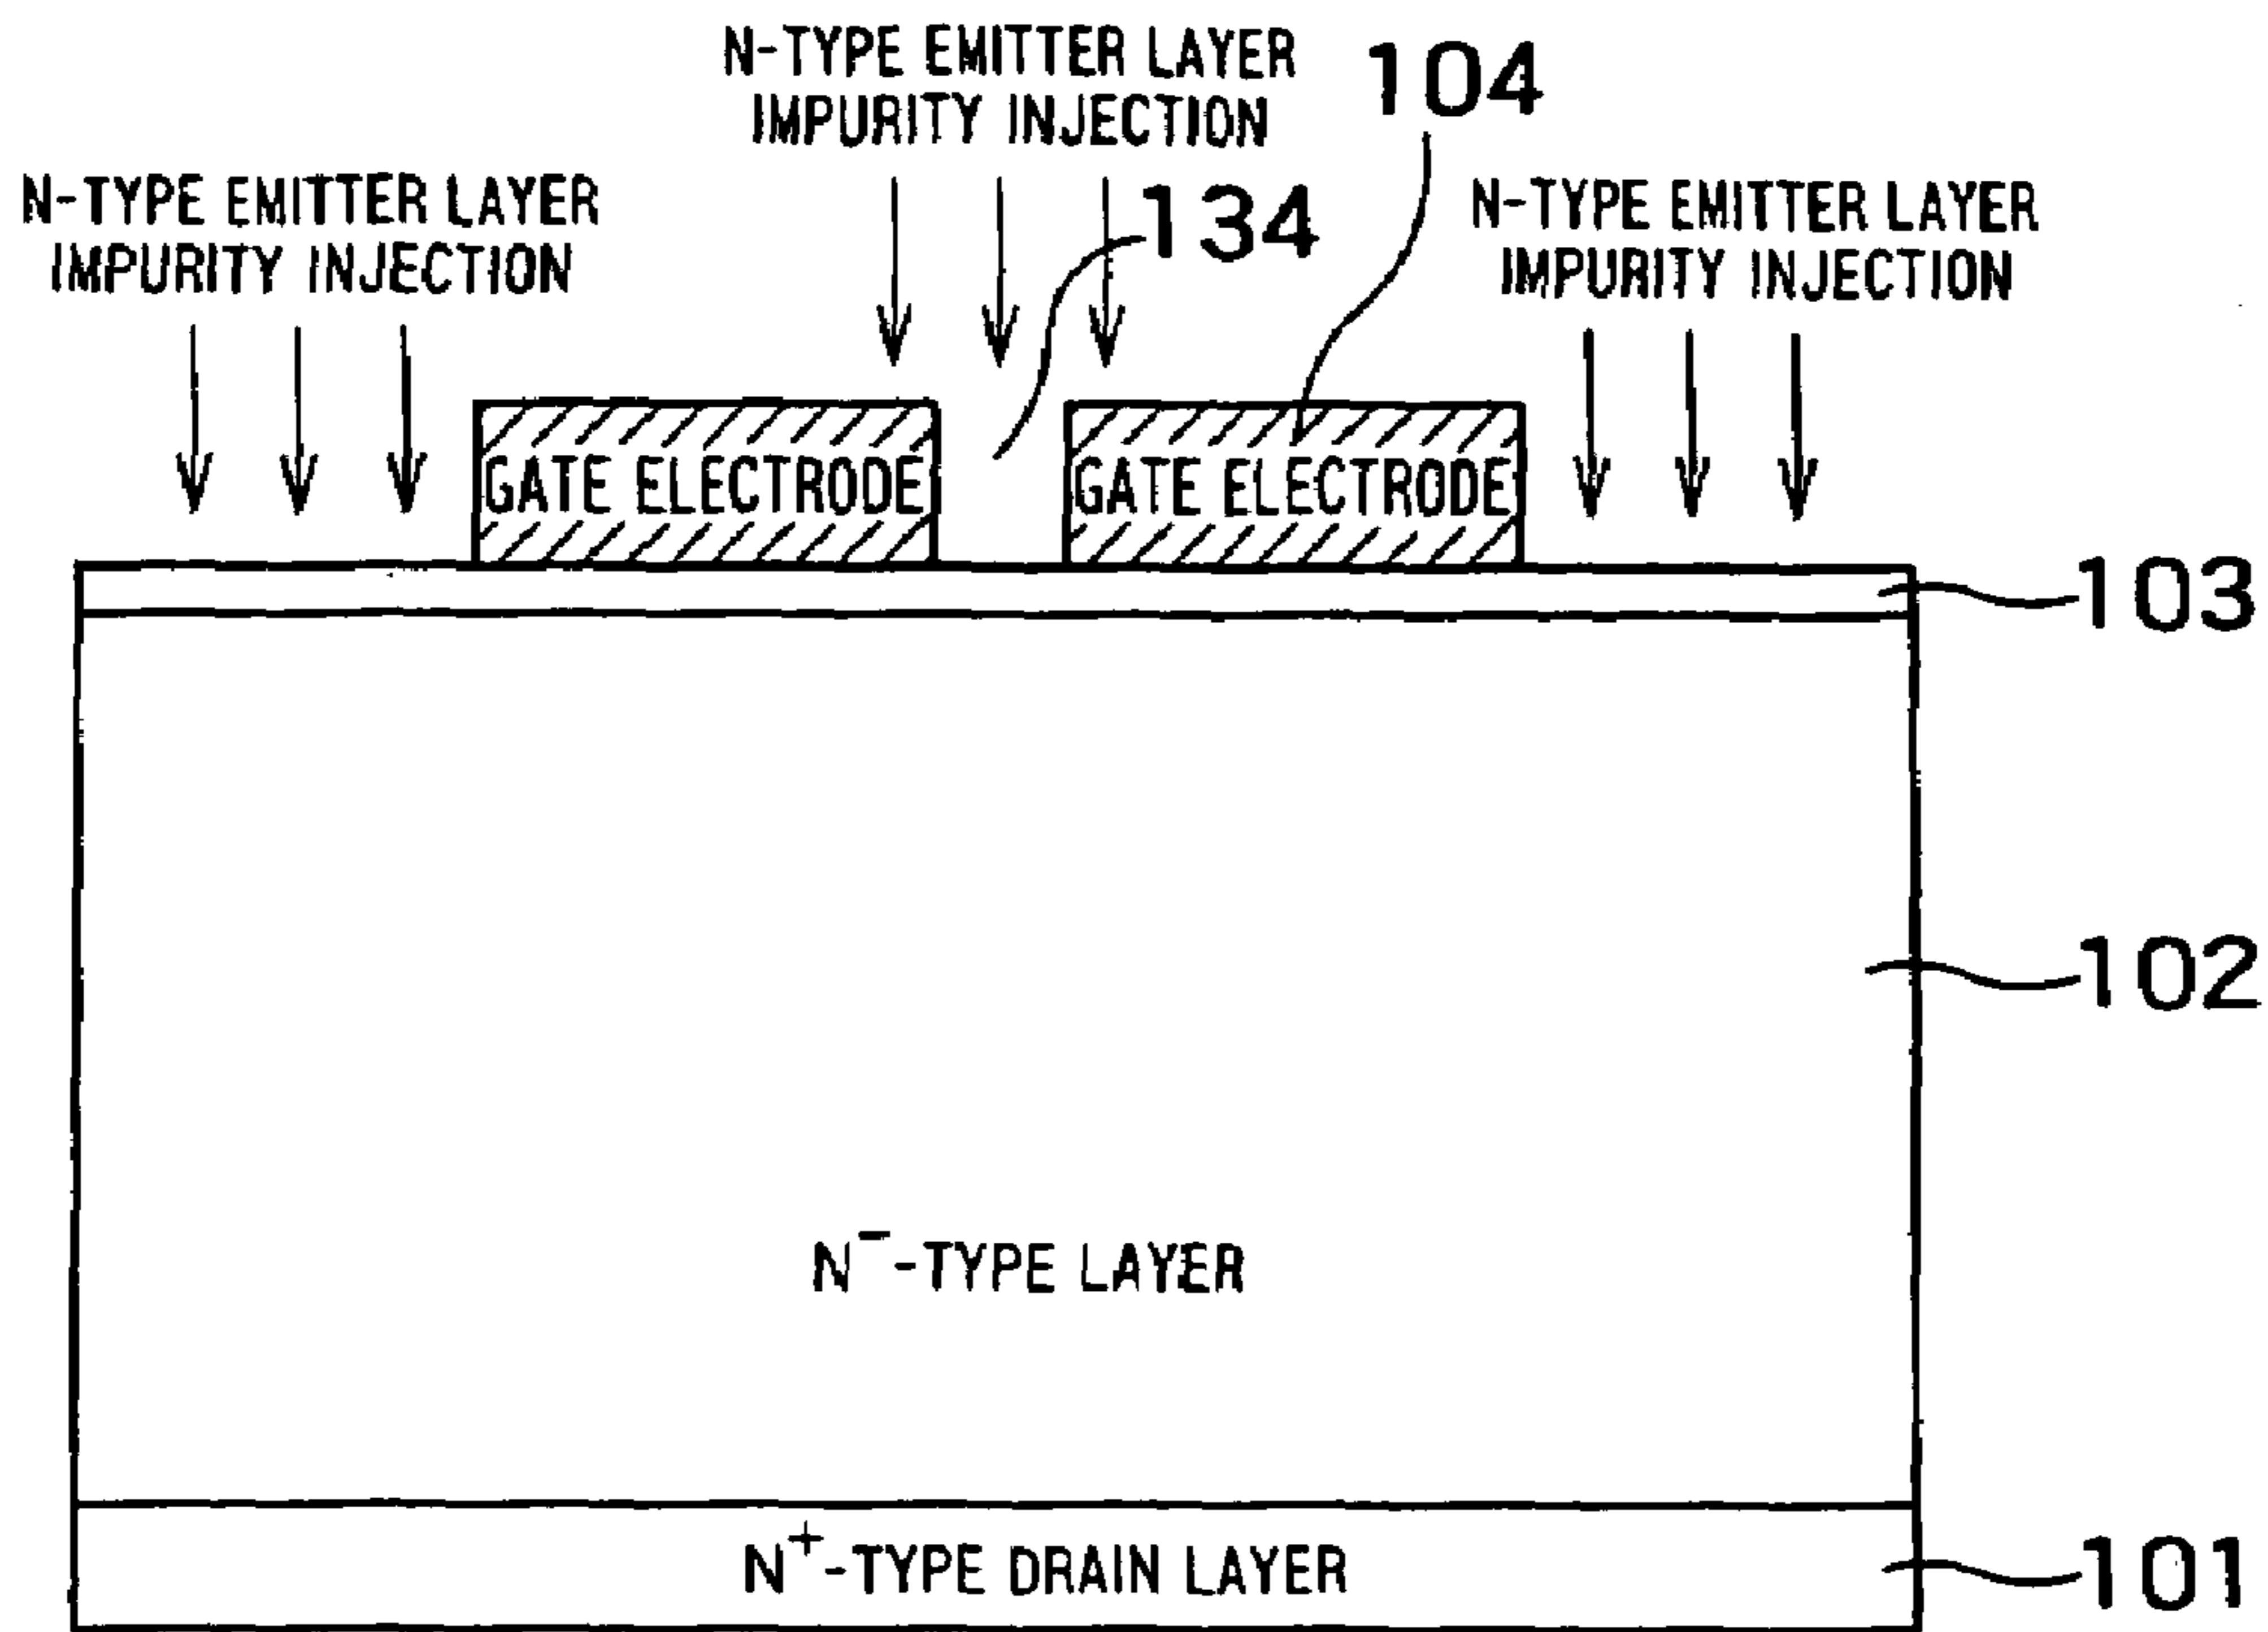 N-TYPE EMITTER LAYER
IMPURITY INJECTION
104
N-TYPE EMITTER LAYER
IMPURITY INJECTION
134
N-TYPE EMITTER LAYER
IMPURITY INJECTION
GATE ELECTRODE
GATE ELECTRODE
103
102
N⁻-TYPE LAYER
N⁺-TYPE DRAIN LAYER
101